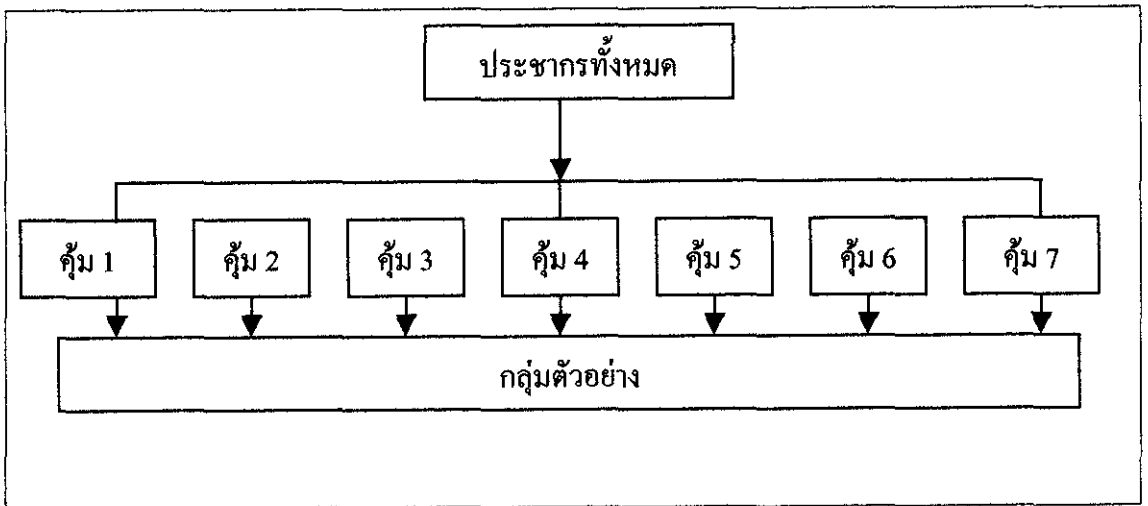 ประชากรทั้งหมด
คุ้ม 1 คุ้ม 2 คุ้ม 3 คุ้ม 4 คุ้ม 5 คุ้ม 6 คุ้ม 7
กลุ่มตัวอย่าง